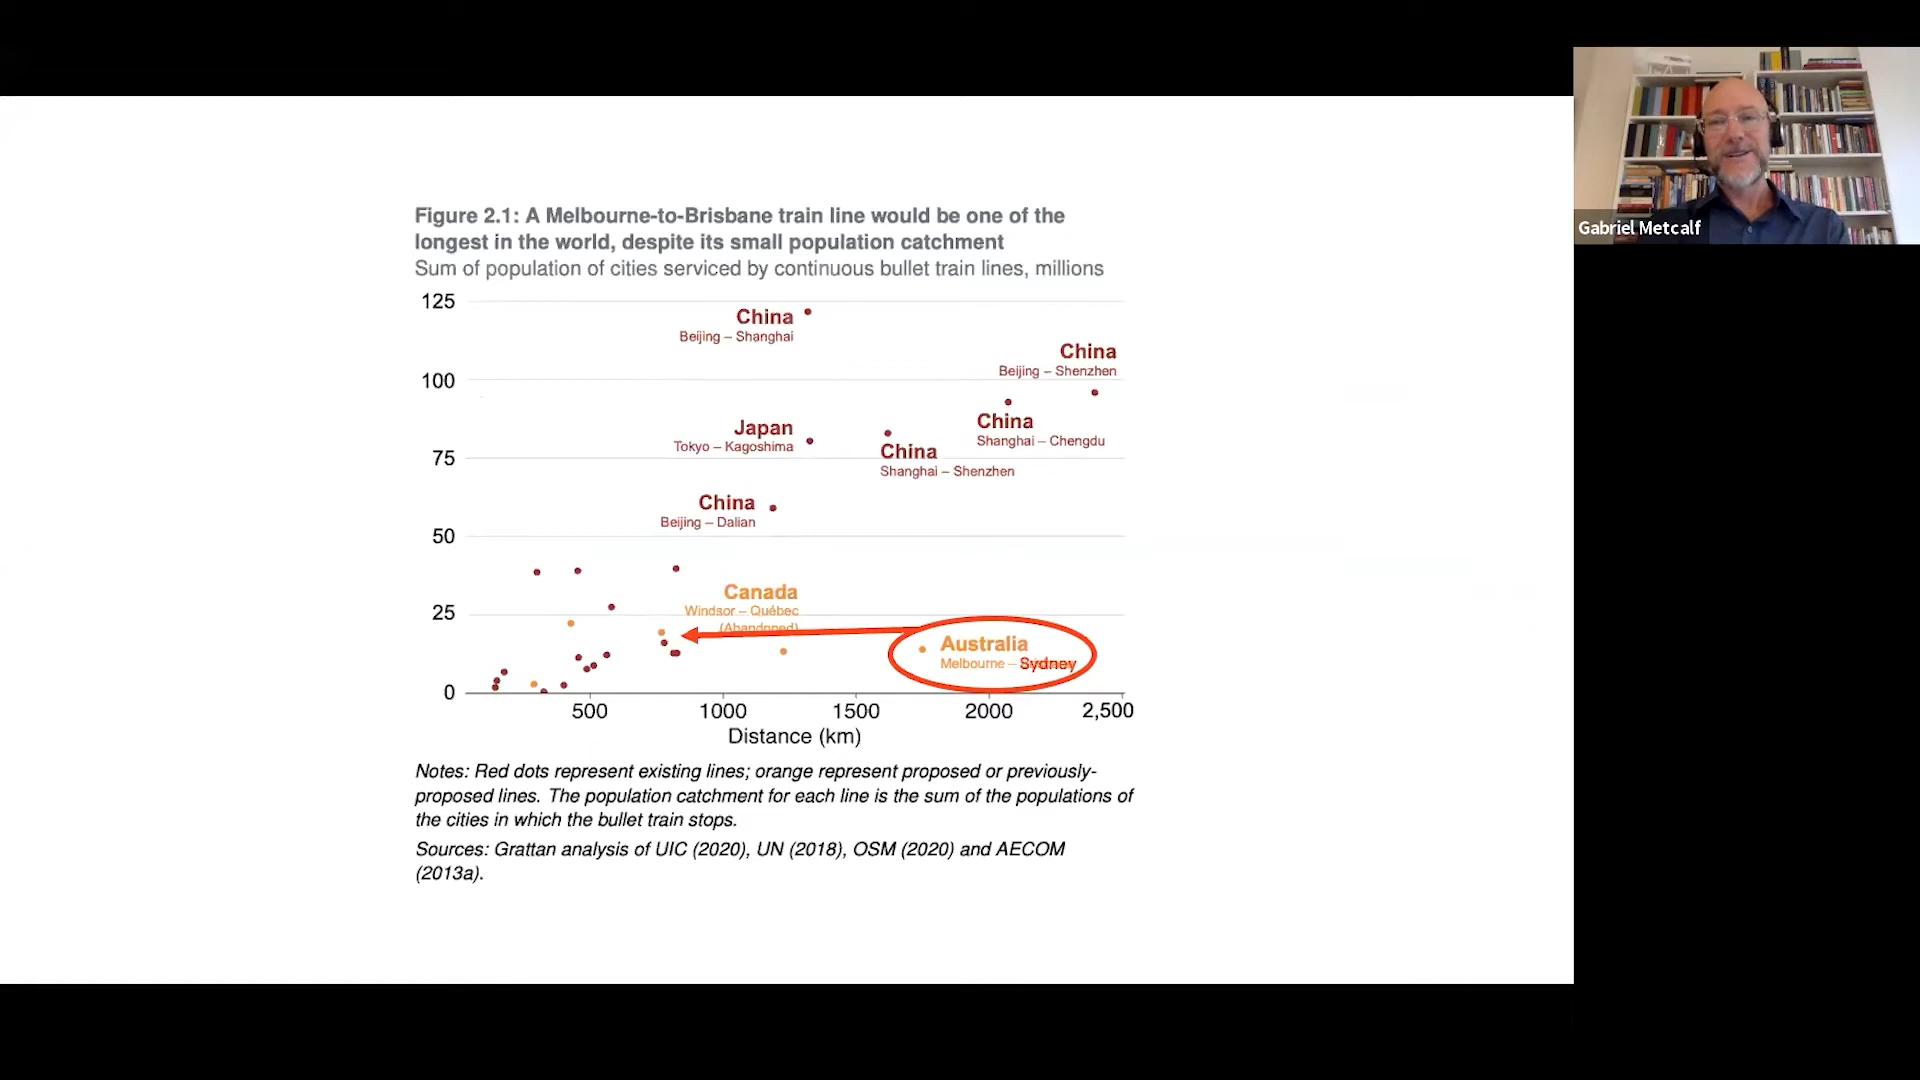 Gabriel Metcalf
Figure 2.1: A Melbourne-to-Brisbane train line would be one of the
longest in the world, despite its small population catchment
Sum of population of cities serviced by continuous bullet train lines, millions
125
China
Beijing – Shanghai
China
Beijing – Shenzhen
100
China
Shanghai – Chengdu
Japan
Tokyo – Kagoshima
China
Shanghai – Shenzhen
75
China
Beijing – Dalian
50
Canada
Windsor – Québec
(Abandoned)
25
Australia
Melbourne – Sydney
0
500
1000
1500
2000
2,500
Distance (km)
Notes: Red dots represent existing lines; orange represent proposed or previously-
proposed lines. The population catchment for each line is the sum of the populations of
the cities in which the bullet train stops.
Sources: Grattan analysis of UIC (2020), UN (2018), OSM (2020) and AECOM
(2013a).